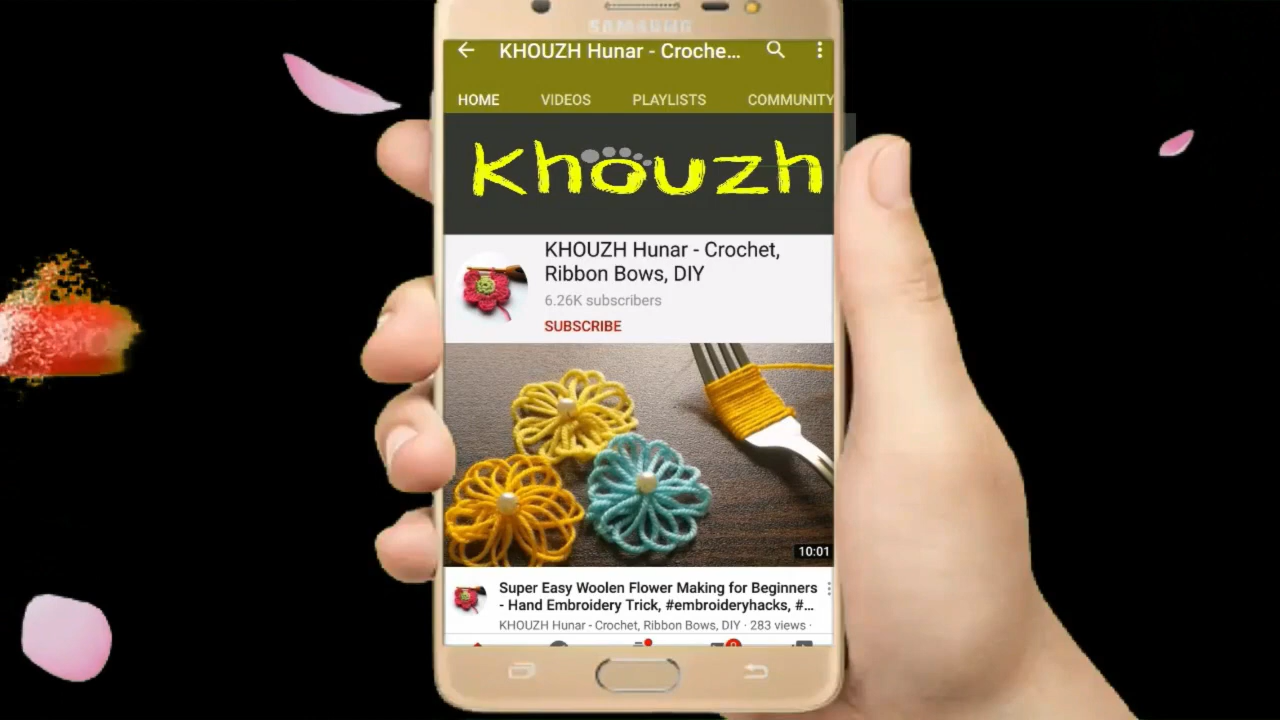 SAMSUNG
KHOUZH Hunar - Croche...
HOME VIDEOS PLAYLISTS COMMUNITY
Khouzh
KHOUZH Hunar - Crochet,
Ribbon Bows, DIY
6.26K subscribers
SUBSCRIBE
10:01
Super Easy Woolen Flower Making for Beginners
- Hand Embroidery Trick, #embroideryhacks, #...
KHOUZH Hunar - Crochet, Ribbon Bows, DIY · 283 views ·